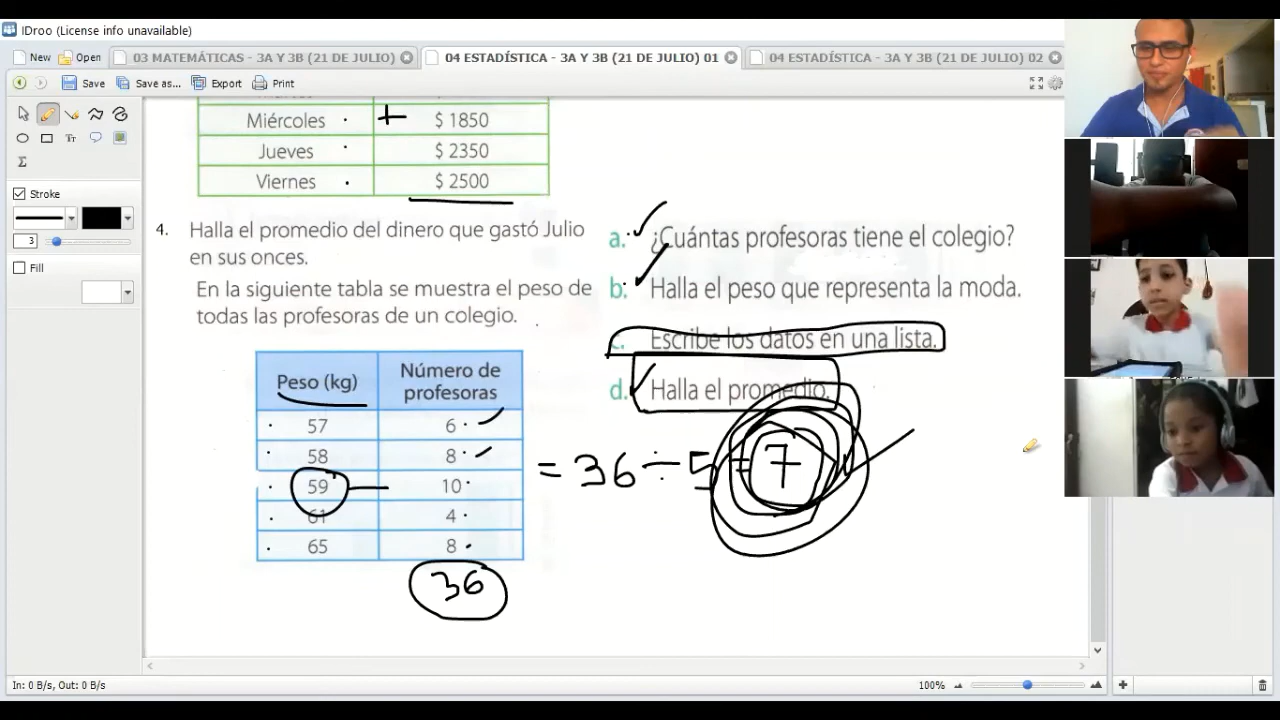 IDroo (License info unavailable)
New Open 03 MATEMÁTICAS - 3A Y 3B (21 DE JULIO) 04 ESTADÍSTICA - 3A Y 3B (21 DE JULIO) 01 04 ESTADÍSTICA - 3A Y 3B (21 DE JULIO) 02
Save Save as... Export Print
Miércoles + $ 1850
Jueves $ 2350
Viernes $ 2500
Tr
Σ
Stroke
3
Fill
4. Halla el promedio del dinero que gastó Julio
en sus onces.
En la siguiente tabla se muestra el peso de
todas las profesoras de un colegio.
Peso (kg) Número de profesoras
57 6
58 8
59 10
61 4
65 8
36
a. ¿Cuántas profesoras tiene el colegio?
b. Halla el peso que representa la moda.
c. Escribe los datos en una lista.
d. Halla el promedio.
= 36 ÷ 5 = 7
In: 0 B/s, Out: 0 B/s
100%